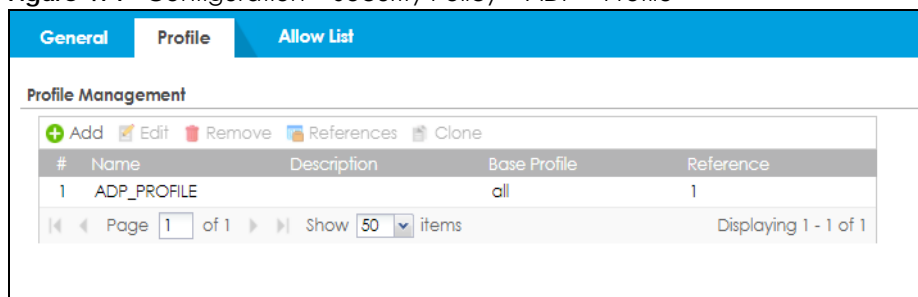 General Profile Allow List
Profile Management
Add Edit Remove References Clone
# Name Description Base Profile Reference
1 ADP_PROFILE all 1
Page 1 of 1 Show 50 items Displaying 1 - 1 of 1